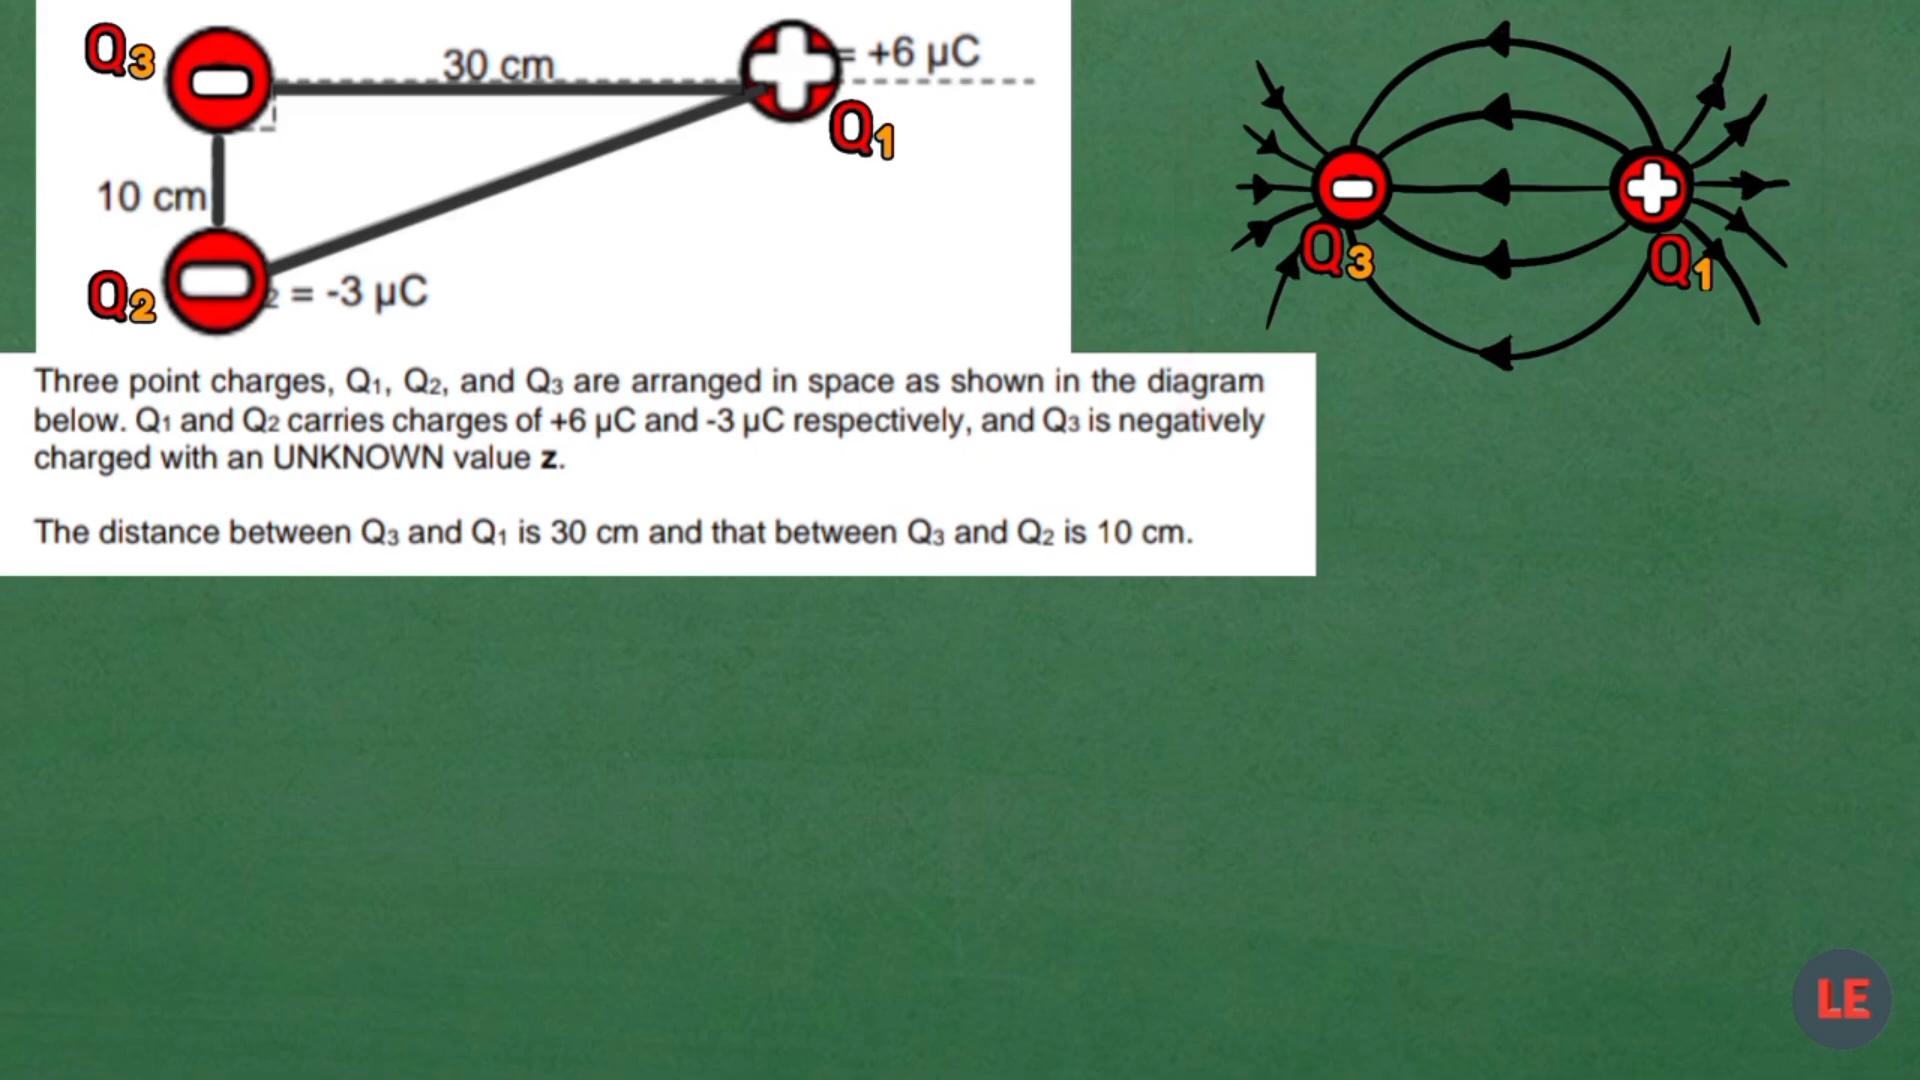 Q3
30 cm
= +6 µC
Q1
10 cm
Q2
2 = -3 µC
Q3
Q1
Three point charges, Q1, Q2, and Q3 are arranged in space as shown in the diagram
below. Q1 and Q2 carries charges of +6 µC and -3 µC respectively, and Q3 is negatively
charged with an UNKNOWN value z.
The distance between Q3 and Q1 is 30 cm and that between Q3 and Q2 is 10 cm.
LE